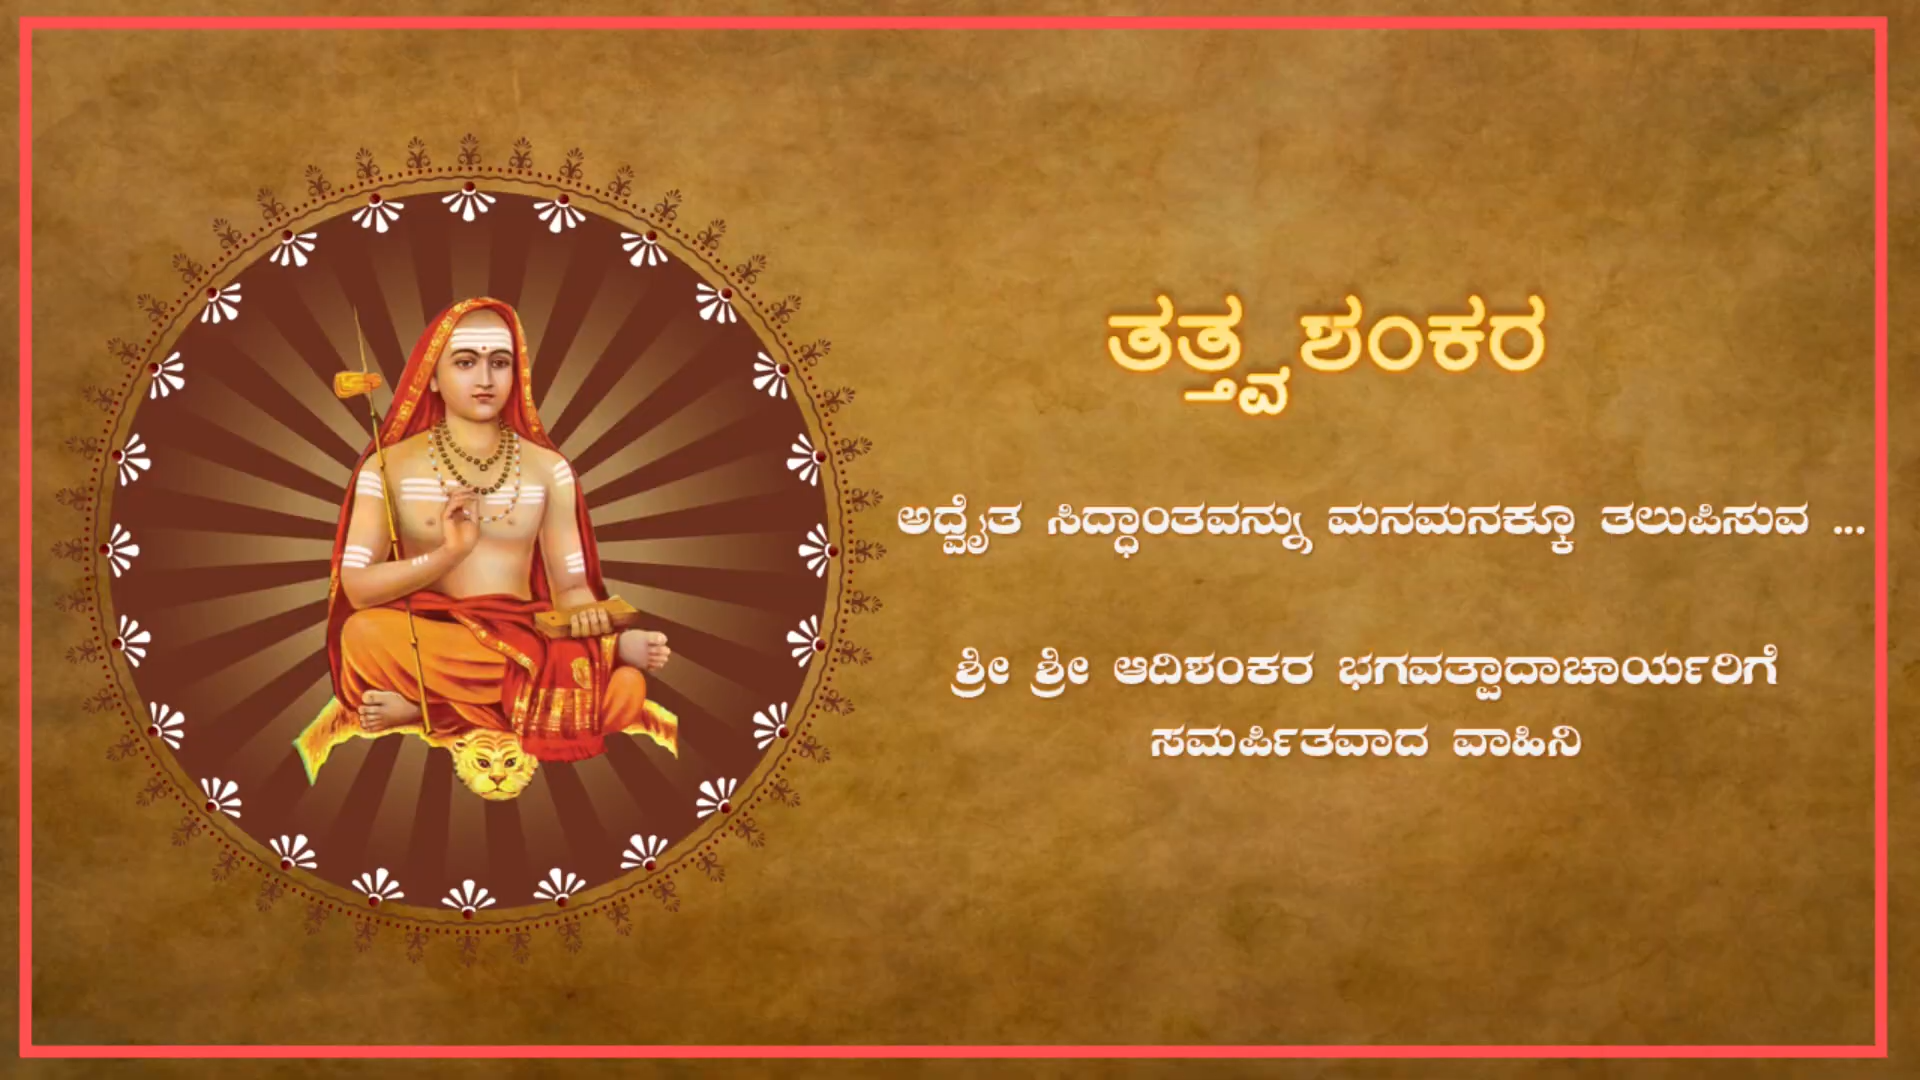 ತತ್ತ್ವಶಂಕರ
ಅದ್ವೈತ ಸಿದ್ಧಾಂತವನ್ನು ಮನಮನಕ್ಕೂ ತಲುಪಿಸುವ ...
ಶ್ರೀ ಶ್ರೀ ಆದಿಶಂಕರ ಭಗವತ್ಪಾದಾಚಾರ್ಯರಿಗೆ
ಸಮರ್ಪಿತವಾದ ವಾಹಿನಿ